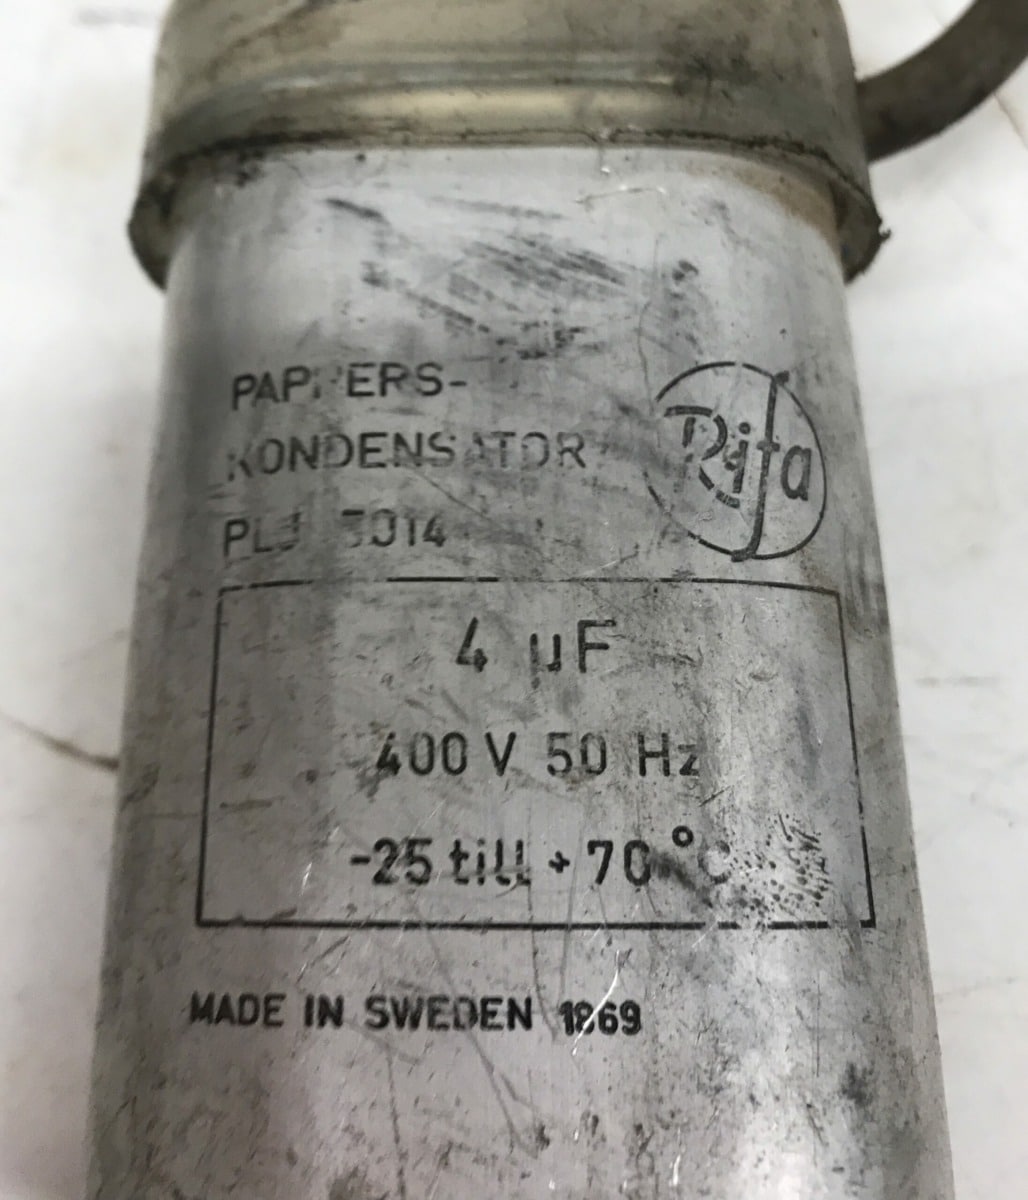 PAPPERS-
KONDENSATOR
Rifa
4 µF
400 V 50 Hz
-25 till + 70 °C
MADE IN SWEDEN 1869